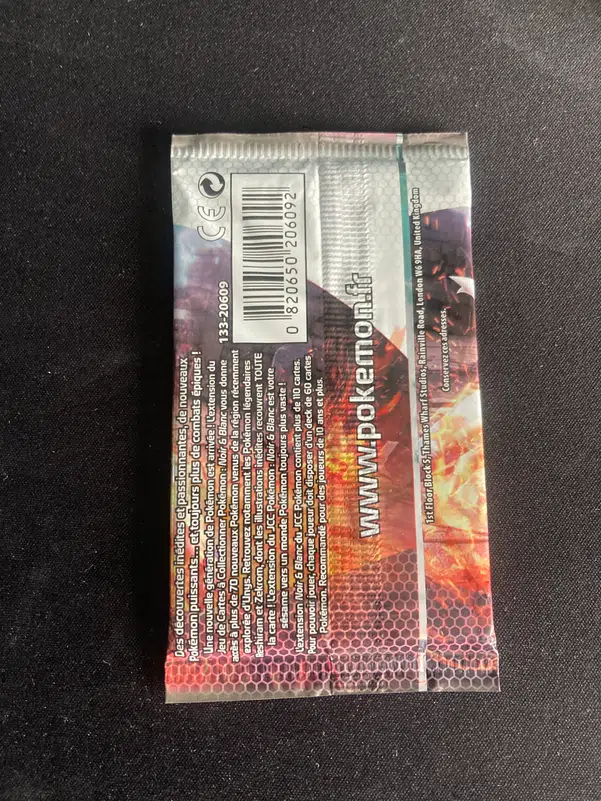 Des découvertes inédites et passionnantes, de nouveaux
Pokémon puissants... et toujours plus de combats épiques !
Une nouvelle génération de Pokémon est arrivée ! L'extension du
Jeu de Cartes à Collectionner Pokémon : Noir & Blanc vous donne
accès à plus de 70 nouveaux Pokémon venus de la région récemment
explorée d'Unys. Retrouvez notamment les Pokémon légendaires
Reshiram et Zekrom, dont les illustrations inédites recouvrent TOUTE
la carte ! L'extension du JCC Pokémon : Noir & Blanc est votre
sésame vers un monde Pokémon toujours plus vaste !
L'extension Noir & Blanc du JCC Pokémon contient plus de 110 cartes.
Pour pouvoir jouer, chaque joueur doit disposer d'un deck de 60 cartes
Pokémon. Recommandé pour des joueurs de 10 ans et plus.
CE
133-20609
0 820650 206092
www.pokemon.fr
1st Floor, Block 5, Thames Wharf Studios, Rainville Road, London W6 9HA, United Kingdom
Conservez ces adresses.